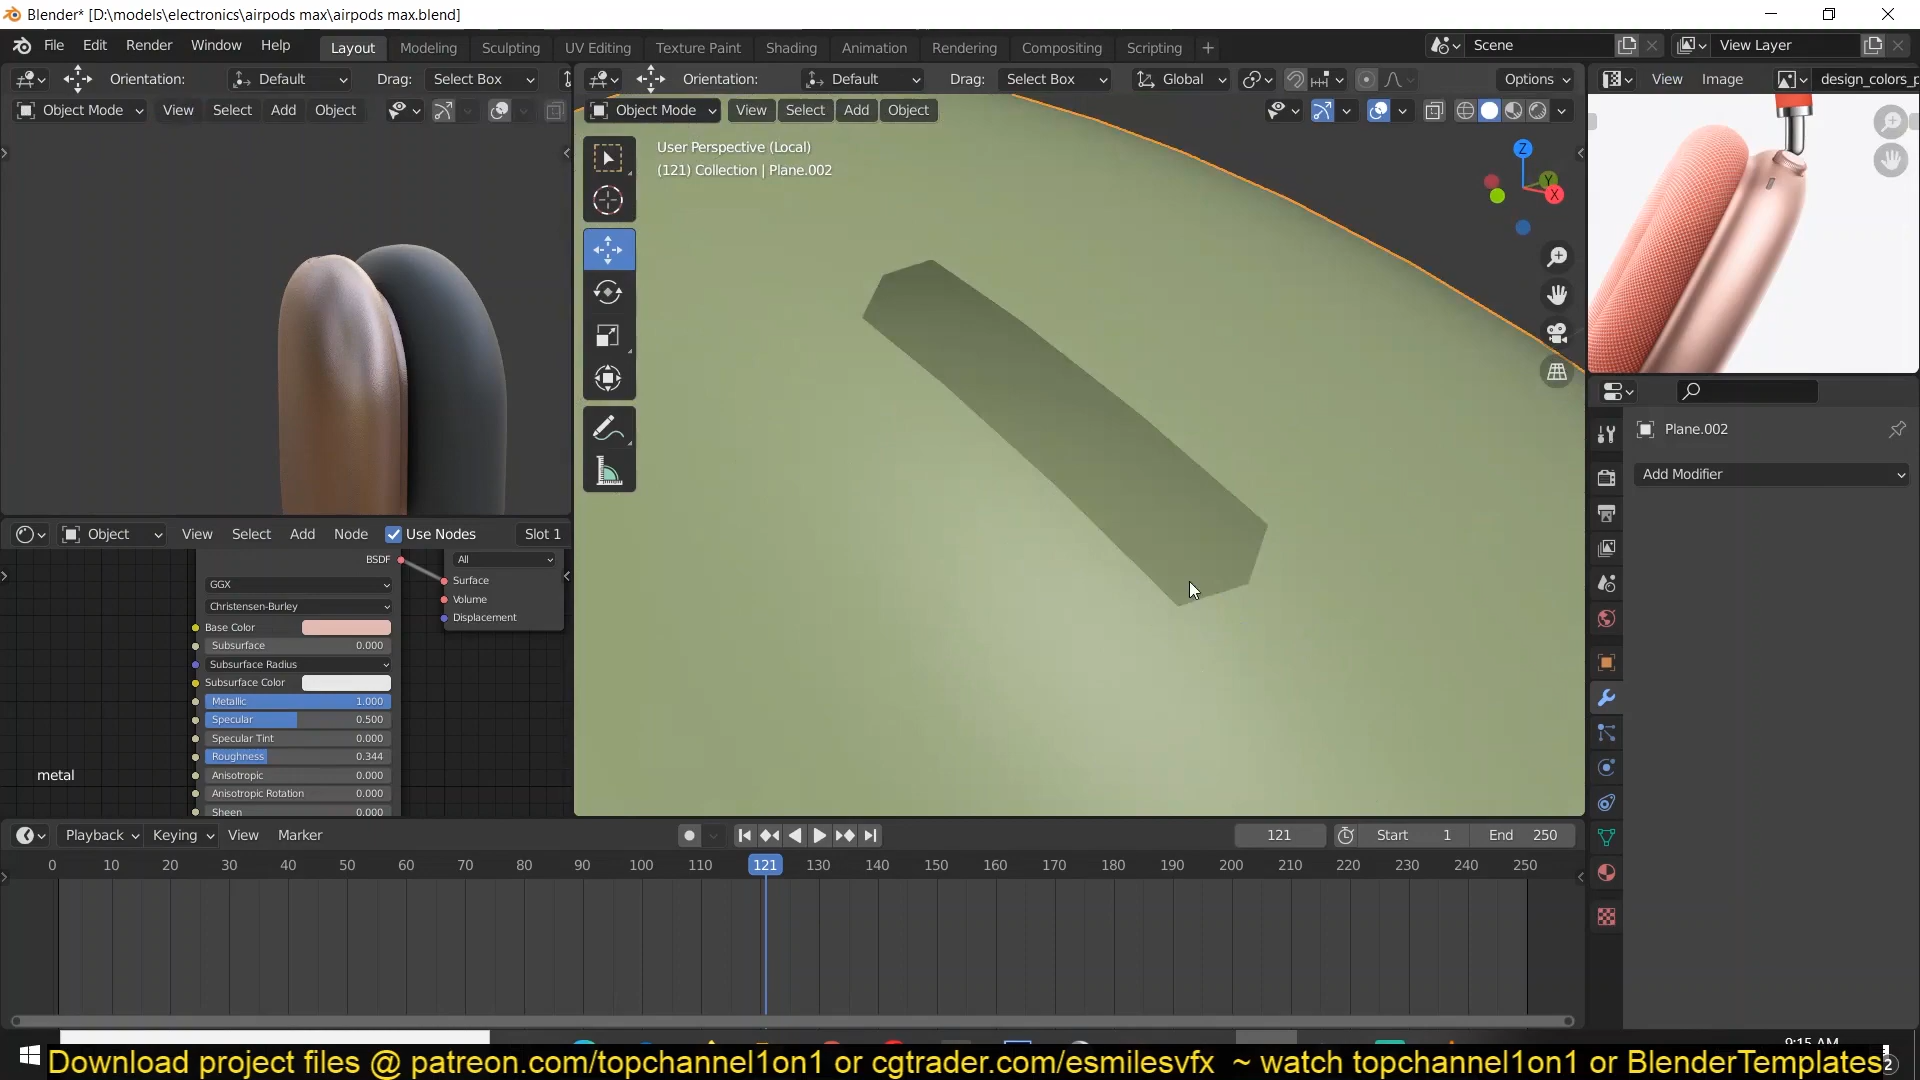 Blender* [D:\models\electronics\airpods max\airpods max.blend]
File Edit Render Window Help Layout Modeling Sculpting UV Editing Texture Paint Shading Animation Rendering Compositing Scripting + Scene View Layer
Orientation: Default Drag: Select Box Orientation: Default Drag: Select Box Global Options View Image design_colors_p
Object Mode View Select Add Object Object Mode View Select Add Object
User Perspective (Local)
(121) Collection | Plane.002
Z
Y
X
Plane.002
Add Modifier
Object View Select Add Node Use Nodes Slot 1
BSDF
All
GGX
Surface
Christensen-Burley
Volume
Displacement
Base Color
Subsurface 0.000
Subsurface Radius
Subsurface Color
Metallic 1.000
Specular 0.500
Specular Tint 0.000
Roughness 0.344
Anisotropic 0.000
Anisotropic Rotation 0.000
Sheen 0.000
metal
Playback Keying View Marker 121 Start 1 End 250
0 10 20 30 40 50 60 70 80 90 100 110 121 130 140 150 160 170 180 190 200 210 220 230 240 250
9:15 AM
Download project files @ patreon.com/topchannel1on1 or cgtrader.com/esmilesvfx ~ watch topchannel1on1 or BlenderTemplates
2